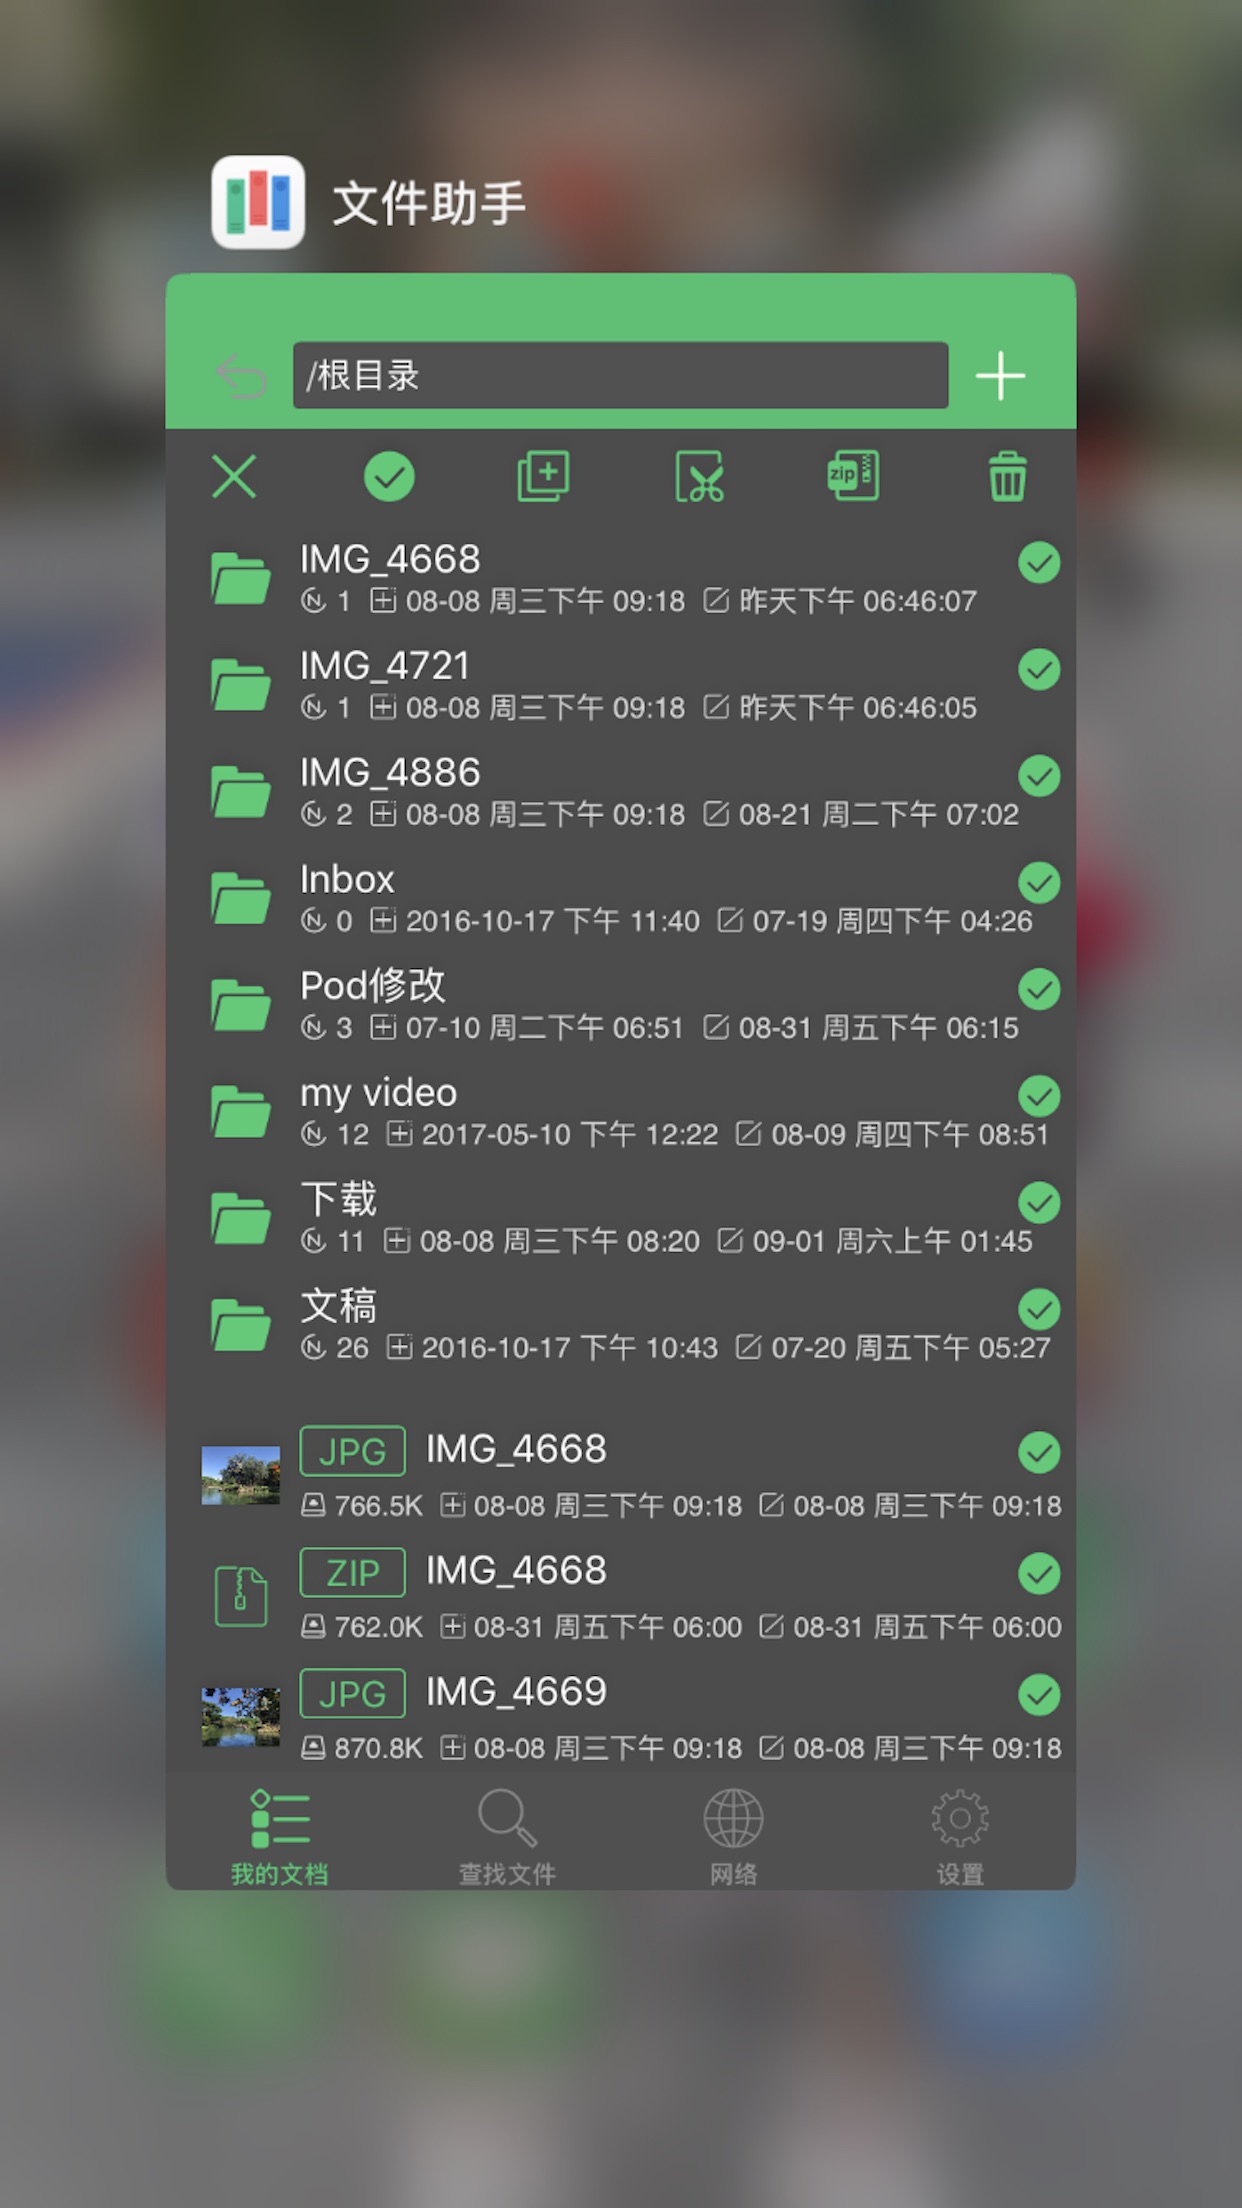 文件助手
/根目录
zip
IMG_4668
1 08-08 周三下午 09:18 昨天下午 06:46:07
IMG_4721
1 08-08 周三下午 09:18 昨天下午 06:46:05
IMG_4886
2 08-08 周三下午 09:18 08-21 周二下午 07:02
Inbox
0 2016-10-17 下午 11:40 07-19 周四下午 04:26
Pod修改
3 07-10 周二下午 06:51 08-31 周五下午 06:15
my video
12 2017-05-10 下午 12:22 08-09 周四下午 08:51
下载
11 08-08 周三下午 08:20 09-01 周六上午 01:45
文稿
26 2016-10-17 下午 10:43 07-20 周五下午 05:27
JPG IMG_4668
766.5K 08-08 周三下午 09:18 08-08 周三下午 09:18
ZIP IMG_4668
762.0K 08-31 周五下午 06:00 08-31 周五下午 06:00
JPG IMG_4669
870.8K 08-08 周三下午 09:18 08-08 周三下午 09:18
我的文档 查找文件 网络 设置